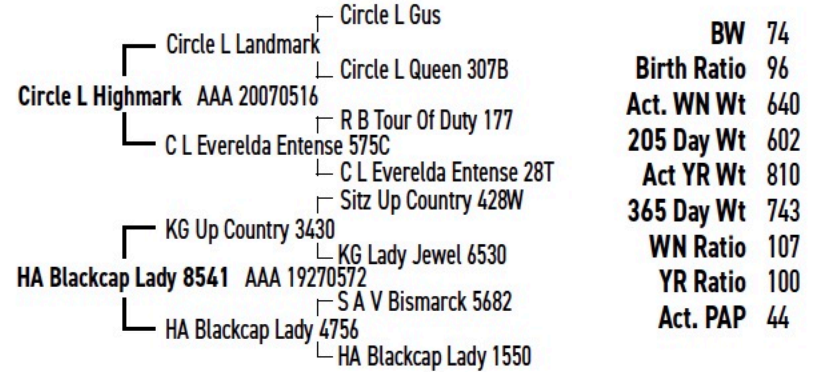 Circle L Gus
Circle L Landmark
Circle L Queen 307B
Circle L Highmark AAA 20070516
R B Tour Of Duty 177
C L Everelda Entense 575C
C L Everelda Entense 28T
Sitz Up Country 428W
KG Up Country 3430
KG Lady Jewel 6530
HA Blackcap Lady 8541 AAA 19270572
S A V Bismarck 5682
HA Blackcap Lady 4756
HA Blackcap Lady 1550
BW 74
Birth Ratio 96
Act. WN Wt 640
205 Day Wt 602
Act YR Wt 810
365 Day Wt 743
WN Ratio 107
YR Ratio 100
Act. PAP 44